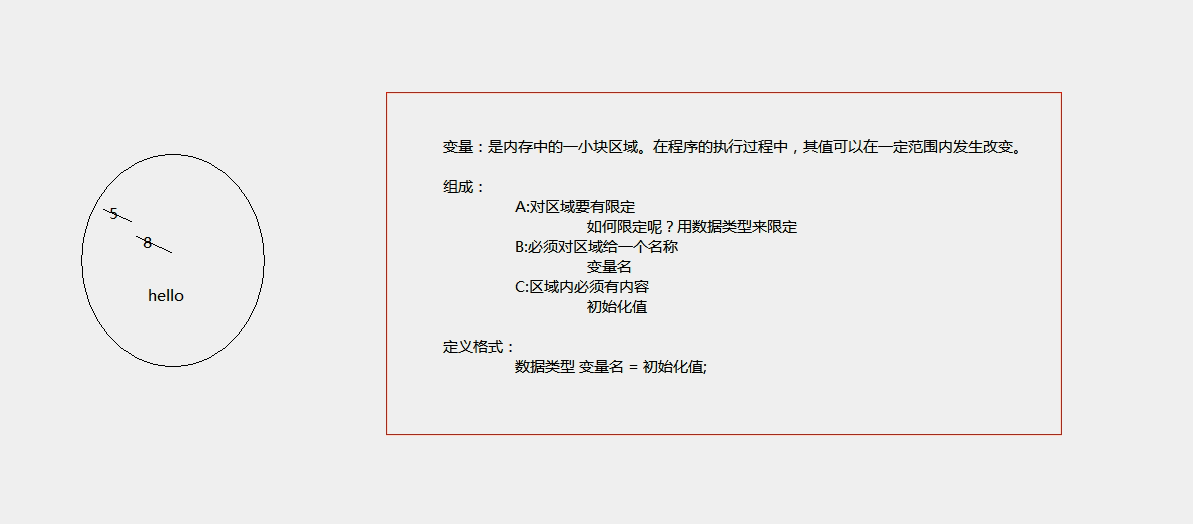 5
8
hello
变量：是内存中的一小块区域。在程序的执行过程中，其值可以在一定范围内发生改变。
组成：
A:对区域要有限定
如何限定呢？用数据类型来限定
B:必须对区域给一个名称
变量名
C:区域内必须有内容
初始化值
定义格式：
数据类型 变量名 = 初始化值;